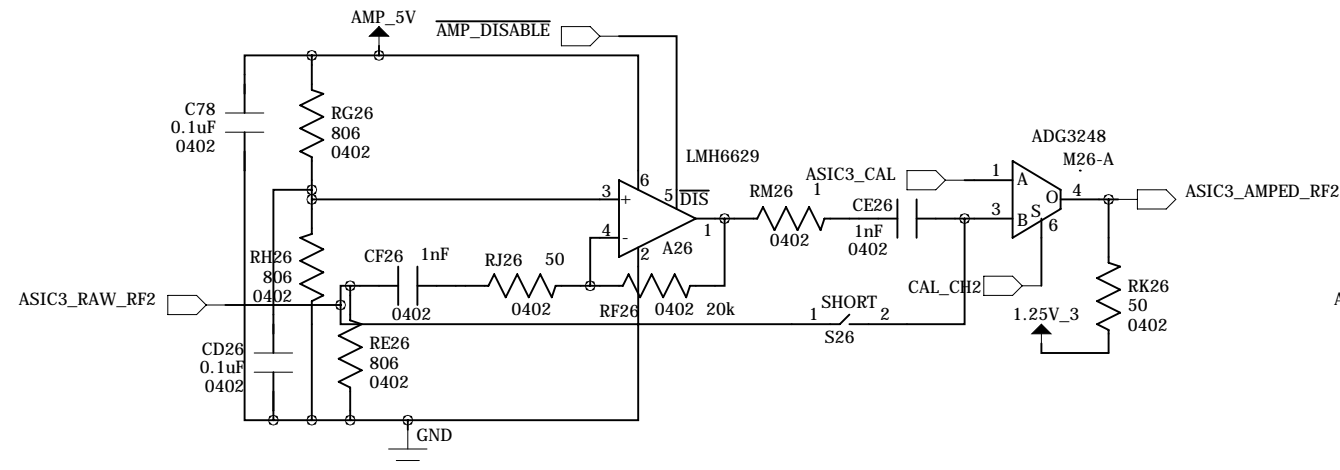 AMP_5V
AMP_DISABLE
C78
0.1uF
0402
RG26
806
0402
LMH6629
ADG3248
M26-A
ASIC3_CAL
1
A
4
O
ASIC3_AMPED_RF2
6
5
DIS
3
+
4
-
1
2
A26
RM26
1
0402
CE26
1nF
0402
3
B
S
6
RH26
806
0402
CF26
1nF
0402
RJ26
50
0402
RF26
0402
20k
ASIC3_RAW_RF2
CAL_CH2
SHORT
1
2
S26
1.25V_3
RK26
50
0402
A
CD26
0.1uF
0402
RE26
806
0402
GND